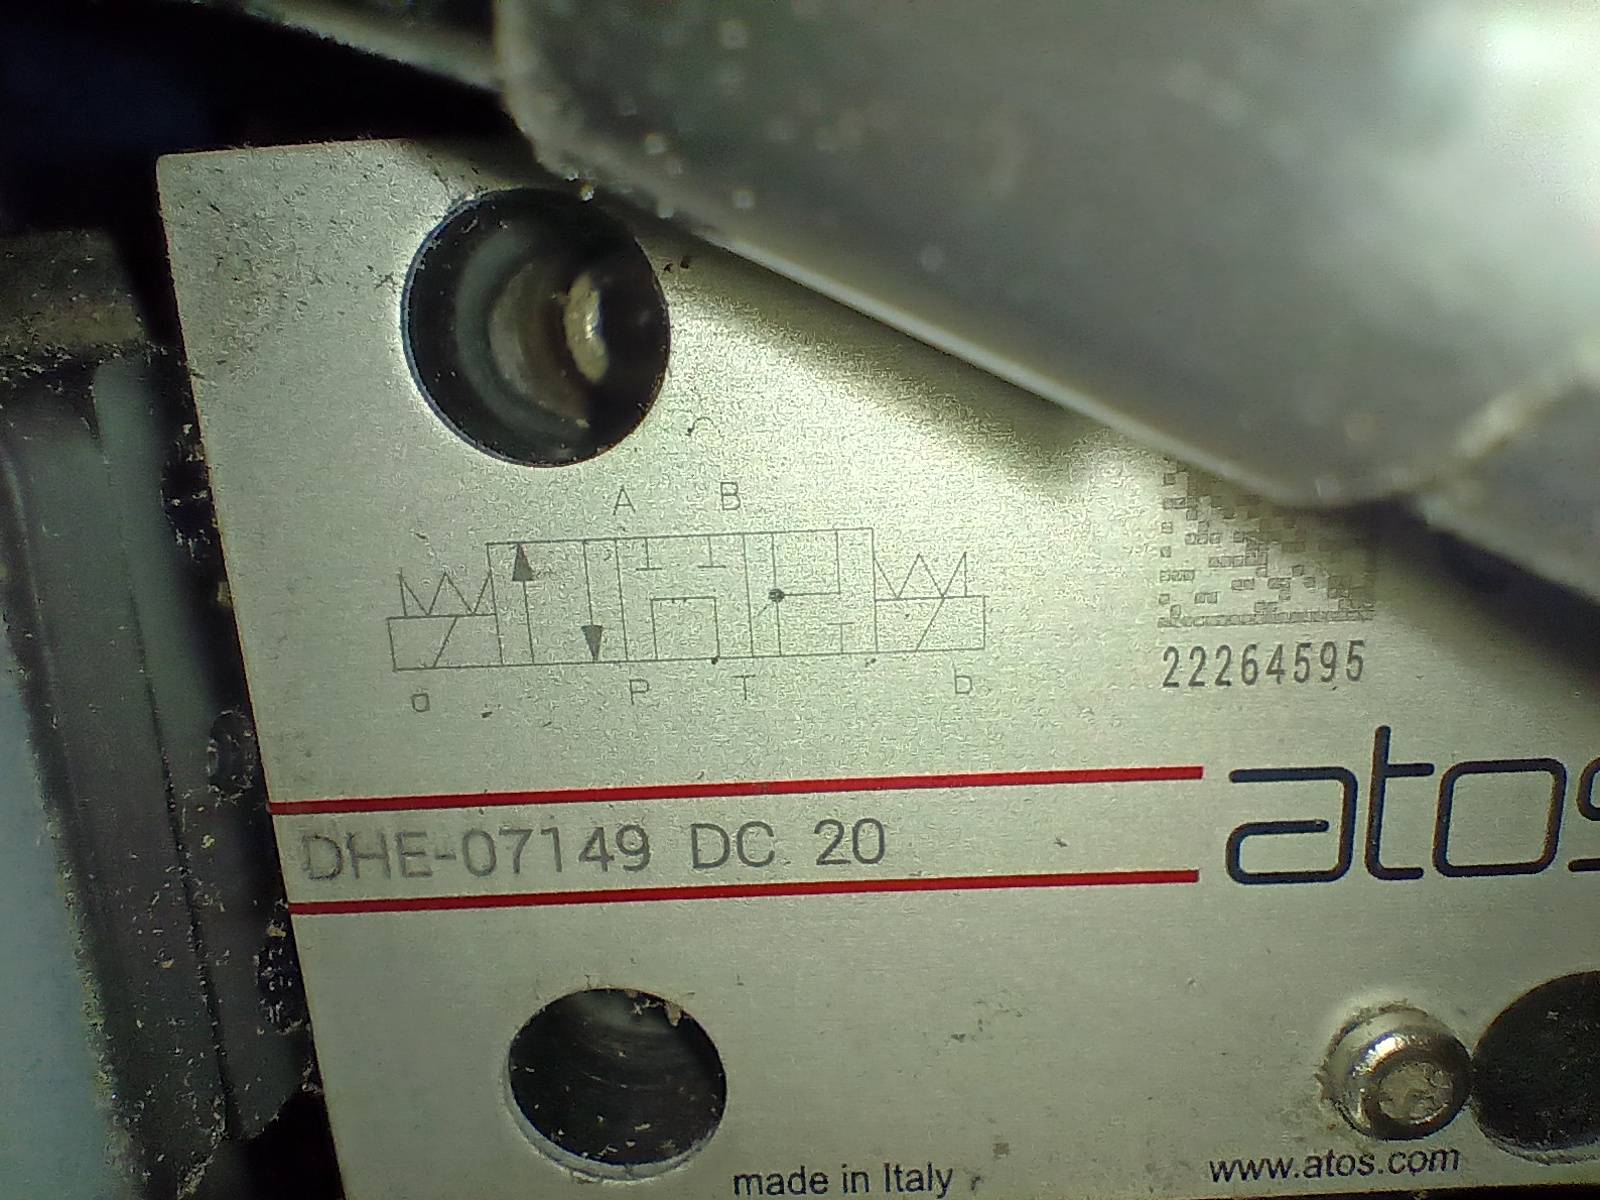 A B
a P T b
22264595
atos
DHE-07149 DC 20
made in Italy
www.atos.com